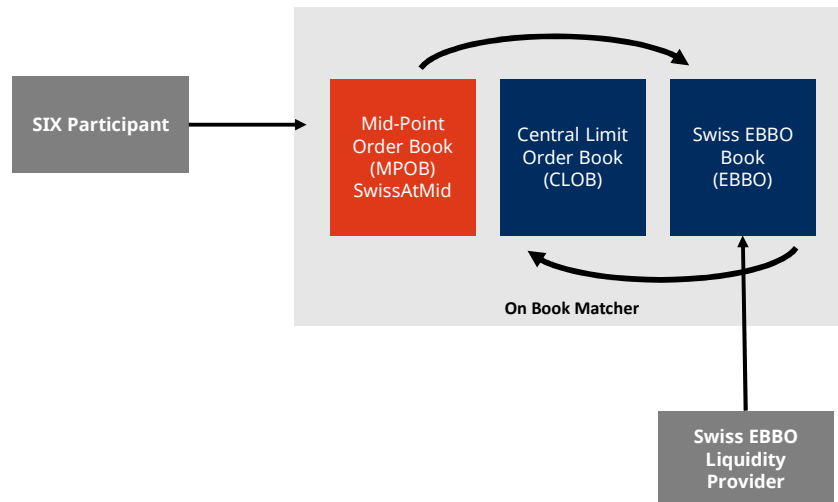 SIX Participant
Mid-Point
Order Book
(MPOB)
SwissAtMid
Central Limit
Order Book
(CLOB)
Swiss EBBO
Book
(EBBO)
On Book Matcher
Swiss EBBO
Liquidity
Provider